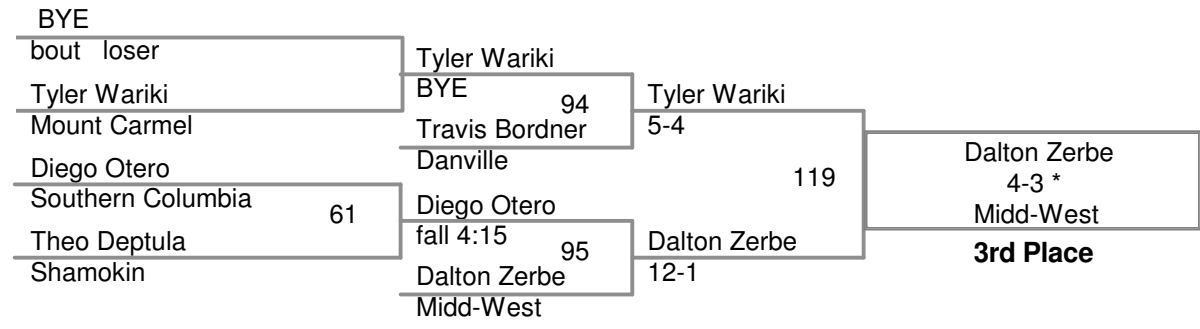 BYE
bout loser
Tyler Wariki
Mount Carmel
Diego Otero
Southern Columbia
61
Theo Deptula
Shamokin
Tyler Wariki
BYE
94
Travis Bordner
Danville
Diego Otero
fall 4:15
95
Dalton Zerbe
Midd-West
Tyler Wariki
5-4
119
Dalton Zerbe
12-1
Dalton Zerbe
4-3 *
Midd-West
3rd Place